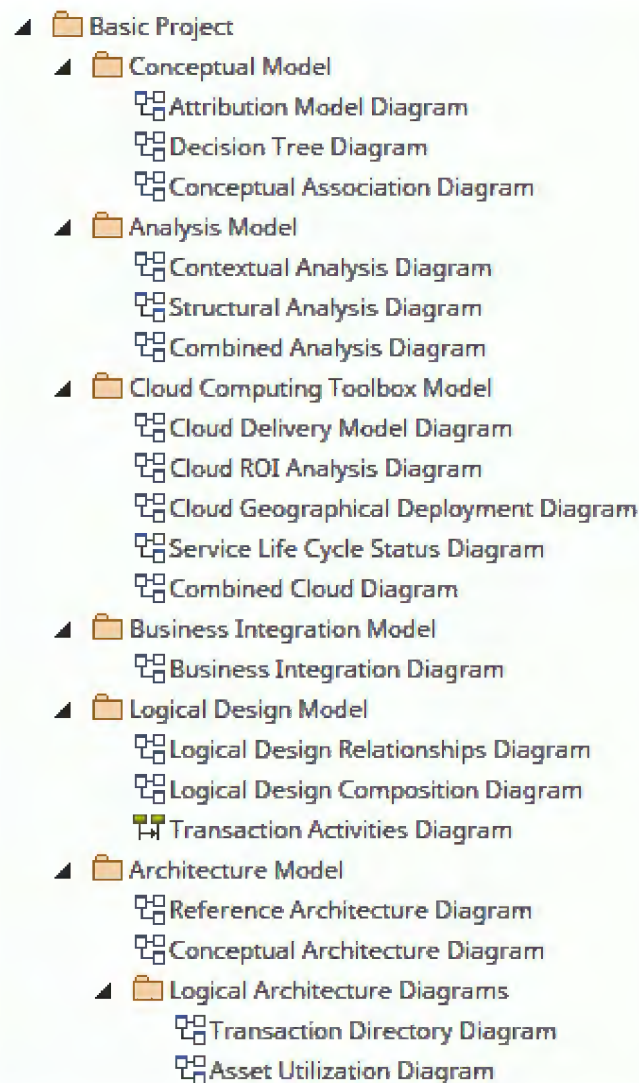 Basic Project
Conceptual Model
Attribution Model Diagram
Decision Tree Diagram
Conceptual Association Diagram
Analysis Model
Contextual Analysis Diagram
Structural Analysis Diagram
Combined Analysis Diagram
Cloud Computing Toolbox Model
Cloud Delivery Model Diagram
Cloud ROI Analysis Diagram
Cloud Geographical Deployment Diagram
Service Life Cycle Status Diagram
Combined Cloud Diagram
Business Integration Model
Business Integration Diagram
Logical Design Model
Logical Design Relationships Diagram
Logical Design Composition Diagram
Transaction Activities Diagram
Architecture Model
Reference Architecture Diagram
Conceptual Architecture Diagram
Logical Architecture Diagrams
Transaction Directory Diagram
Asset Utilization Diagram